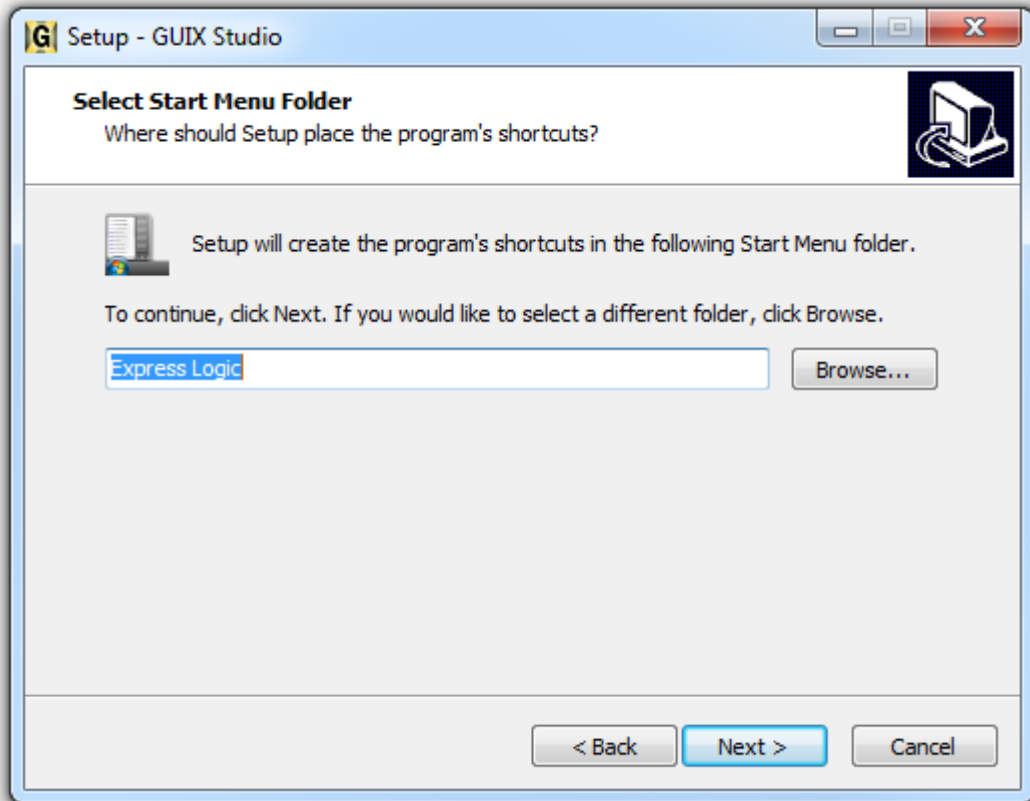 G Setup - GUIX Studio
Select Start Menu Folder
Where should Setup place the program's shortcuts?
Setup will create the program's shortcuts in the following Start Menu folder.
To continue, click Next. If you would like to select a different folder, click Browse.
Express Logic Browse...
< Back Next > Cancel